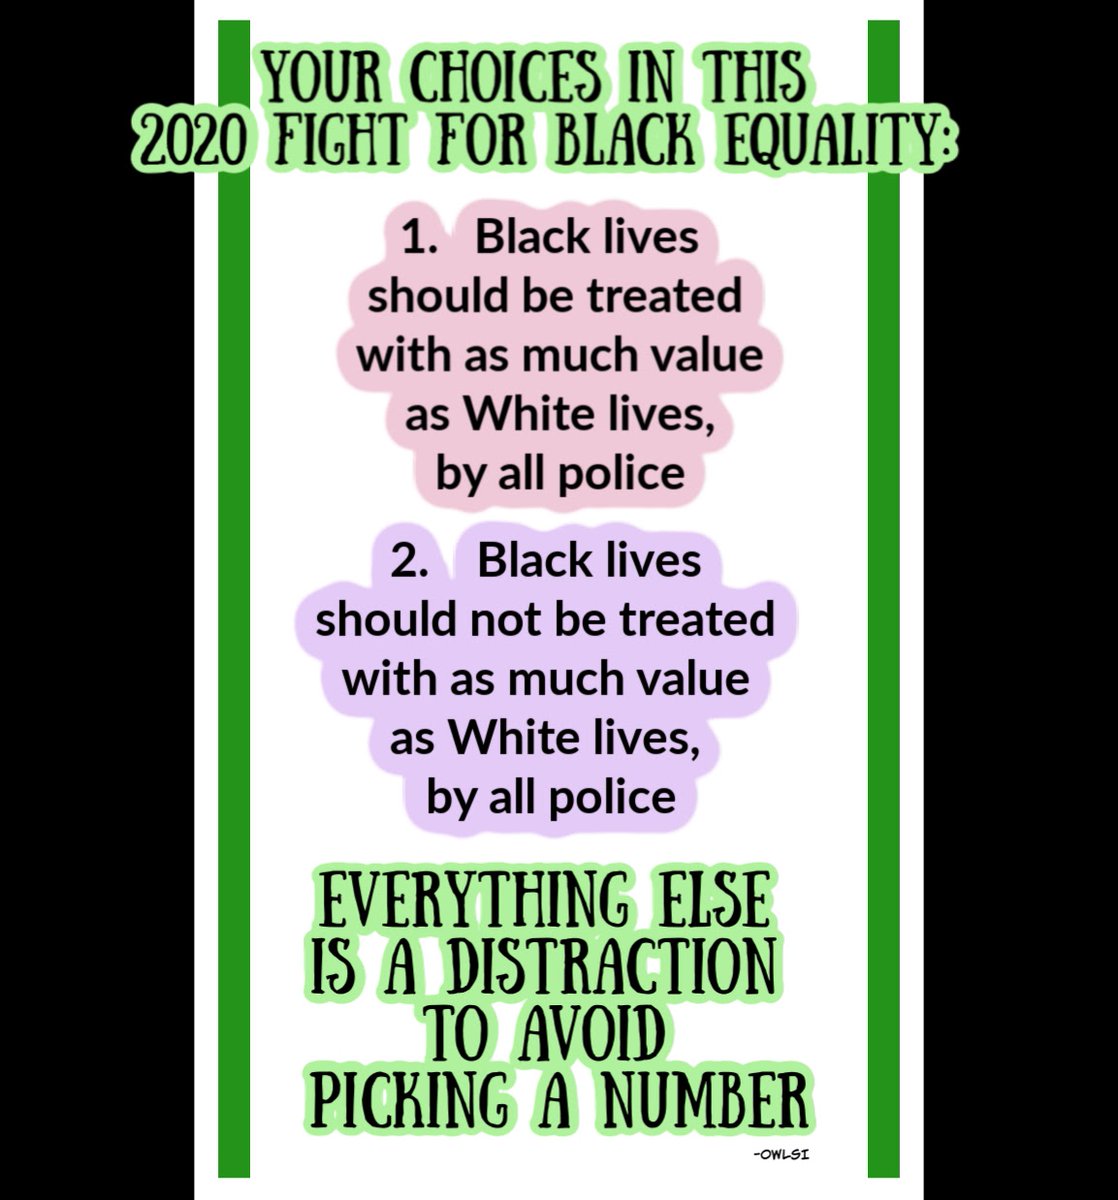 YOUR CHOICES IN THIS
2020 FIGHT FOR BLACK EQUALITY:
1. Black lives
should be treated
with as much value
as White lives,
by all police
2. Black lives
should not be treated
with as much value
as White lives,
by all police
EVERYTHING ELSE
IS A DISTRACTION
TO AVOID
PICKING A NUMBER
-OWLSI